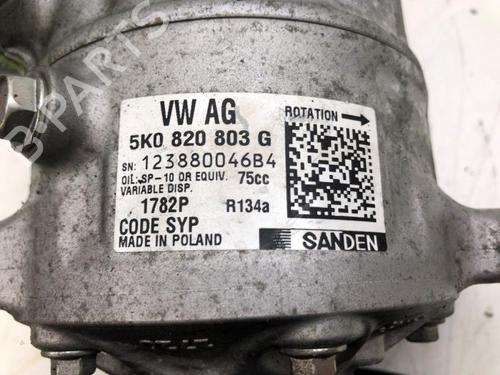 VW AG
ROTATION
5K0 820 803 G
SN: 123880046B4
OIL: SP-10 OR EQUIV. 75cc
VARIABLE DISP.
1782P R134a
CODE SYP
MADE IN POLAND
SANDEN